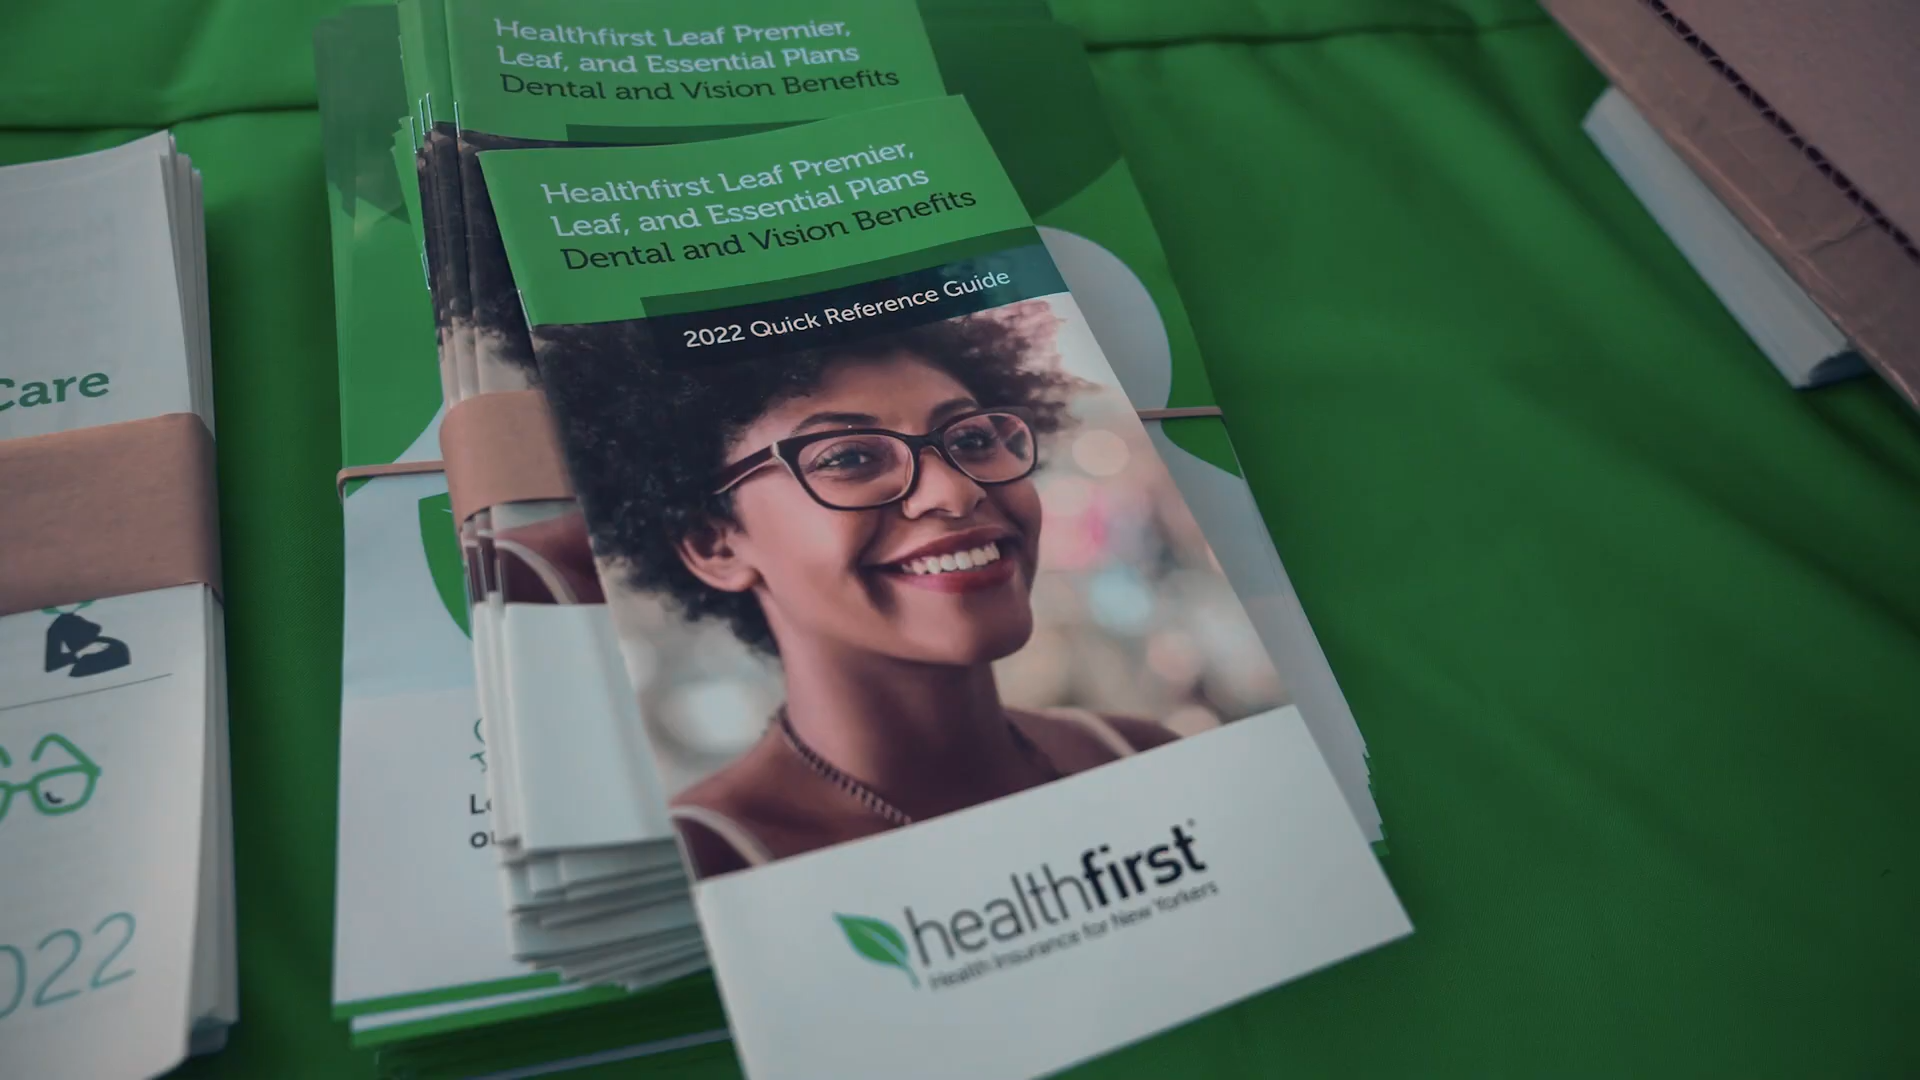 Healthfirst Leaf Premier,
Leaf, and Essential Plans
Dental and Vision Benefits
Healthfirst Leaf Premier,
Leaf, and Essential Plans
Dental and Vision Benefits
2022 Quick Reference Guide
healthfirst
Health Insurance for New Yorkers
Care
022